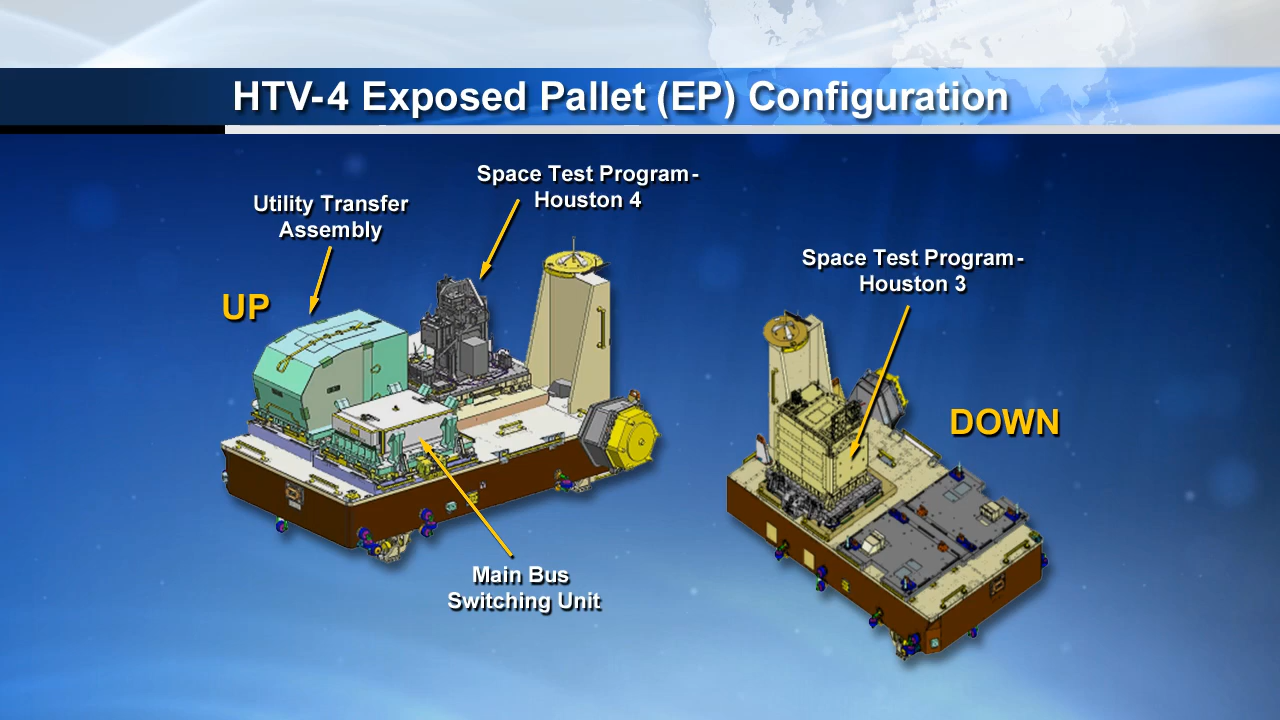 HTV-4 Exposed Pallet (EP) Configuration
Space Test Program-
Houston 4
Utility Transfer
Assembly
UP
Main Bus
Switching Unit
Space Test Program-
Houston 3
DOWN